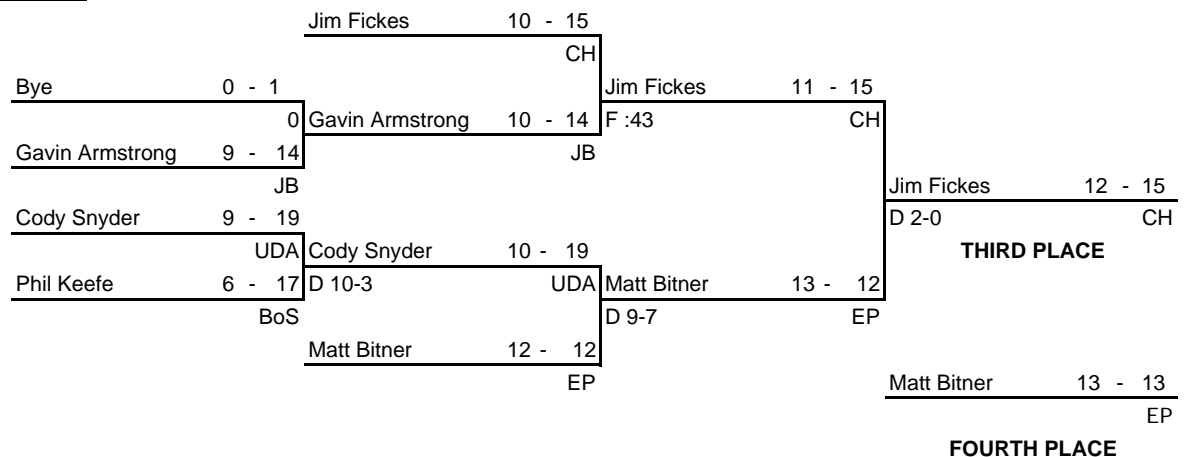 Jim Fickes 10 - 15
CH
Bye 0 - 1 Jim Fickes 11 - 15
0 Gavin Armstrong 10 - 14 F :43 CH
Gavin Armstrong 9 - 14 JB
JB Jim Fickes 12 - 15
Cody Snyder 9 - 19 D 2-0 CH
UDA Cody Snyder 10 - 19 THIRD PLACE
Phil Keefe 6 - 17 D 10-3 UDA Matt Bitner 13 - 12
BoS D 9-7 EP
Matt Bitner 12 - 12
EP Matt Bitner 13 - 13
EP
FOURTH PLACE